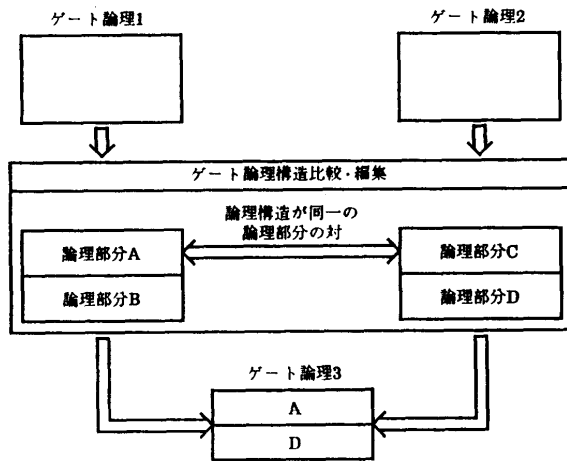 ゲート論理1
ゲート論理2
ゲート論理構造比較・編集
論理構造が同一の
論理部分の対
論理部分A
論理部分C
論理部分B
論理部分D
ゲート論理3
A
D